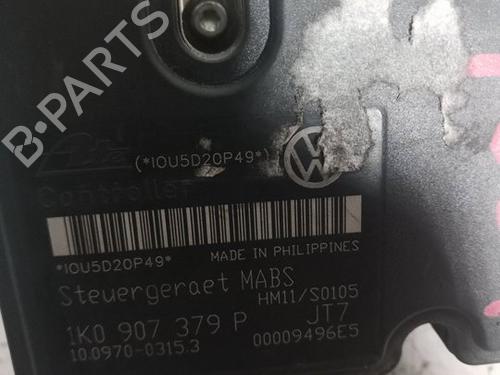 Ate (*IOU5D20P49*)
Controller
*IOU5D20P49* MADE IN PHILIPPINES
Steuergeraet MABS
HM11/S0105
1K0 907 379 P JT7
10.0970-0315.3 00009496E5
B-PARTS